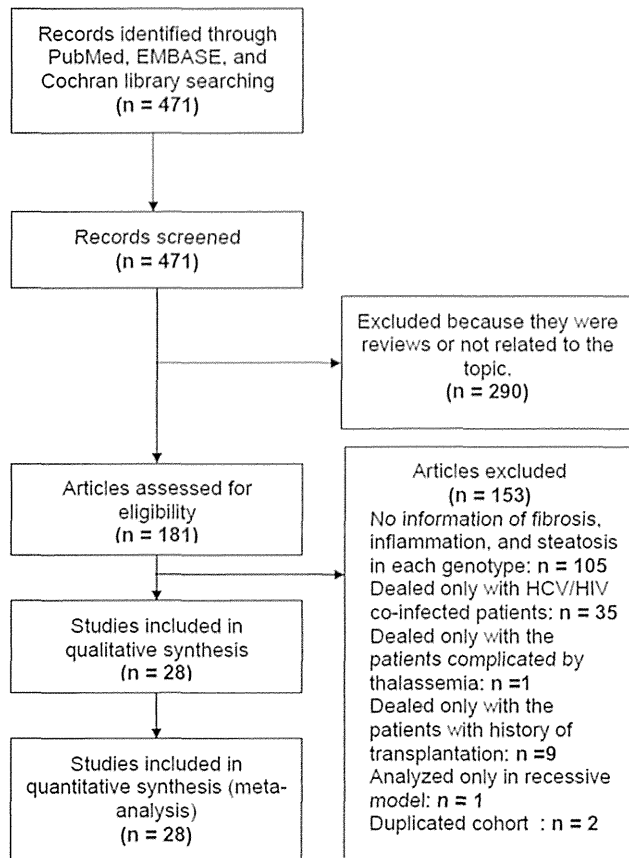 Records identified through
PubMed, EMBASE, and
Cochran library searching
(n = 471)
Records screened
(n = 471)
Excluded because they were
reviews or not related to the
topic.
(n = 290)
Articles assessed for
eligibility
(n = 181)
Articles excluded
(n = 153)
No information of fibrosis,
inflammation, and steatosis
in each genotype: n = 105
Dealed only with HCV/HIV
co-infected patients: n = 35
Dealed only with the
patients complicated by
thalassemia: n =1
Dealed only with the
patients with history of
transplantation: n =9
Analyzed only in recessive
model: n = 1
Duplicated cohort : n = 2
Studies included in
qualitative synthesis
(n = 28)
Studies included in
quantitative synthesis (meta-
analysis)
(n = 28)